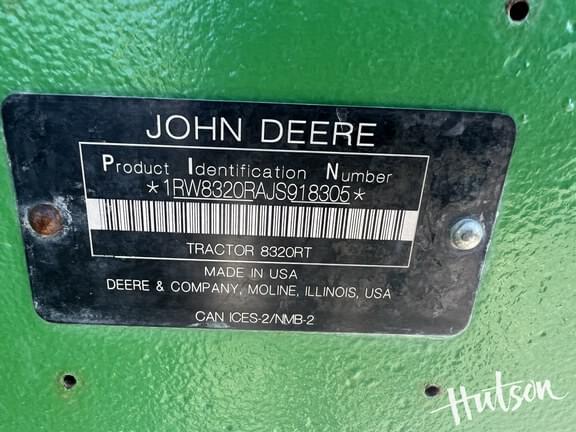 JOHN DEERE
Product Identification Number
*1RW8320RAJS918305*
TRACTOR 8320RT
MADE IN USA
DEERE & COMPANY, MOLINE, ILLINOIS, USA
CAN ICES-2/NMB-2
Hutson